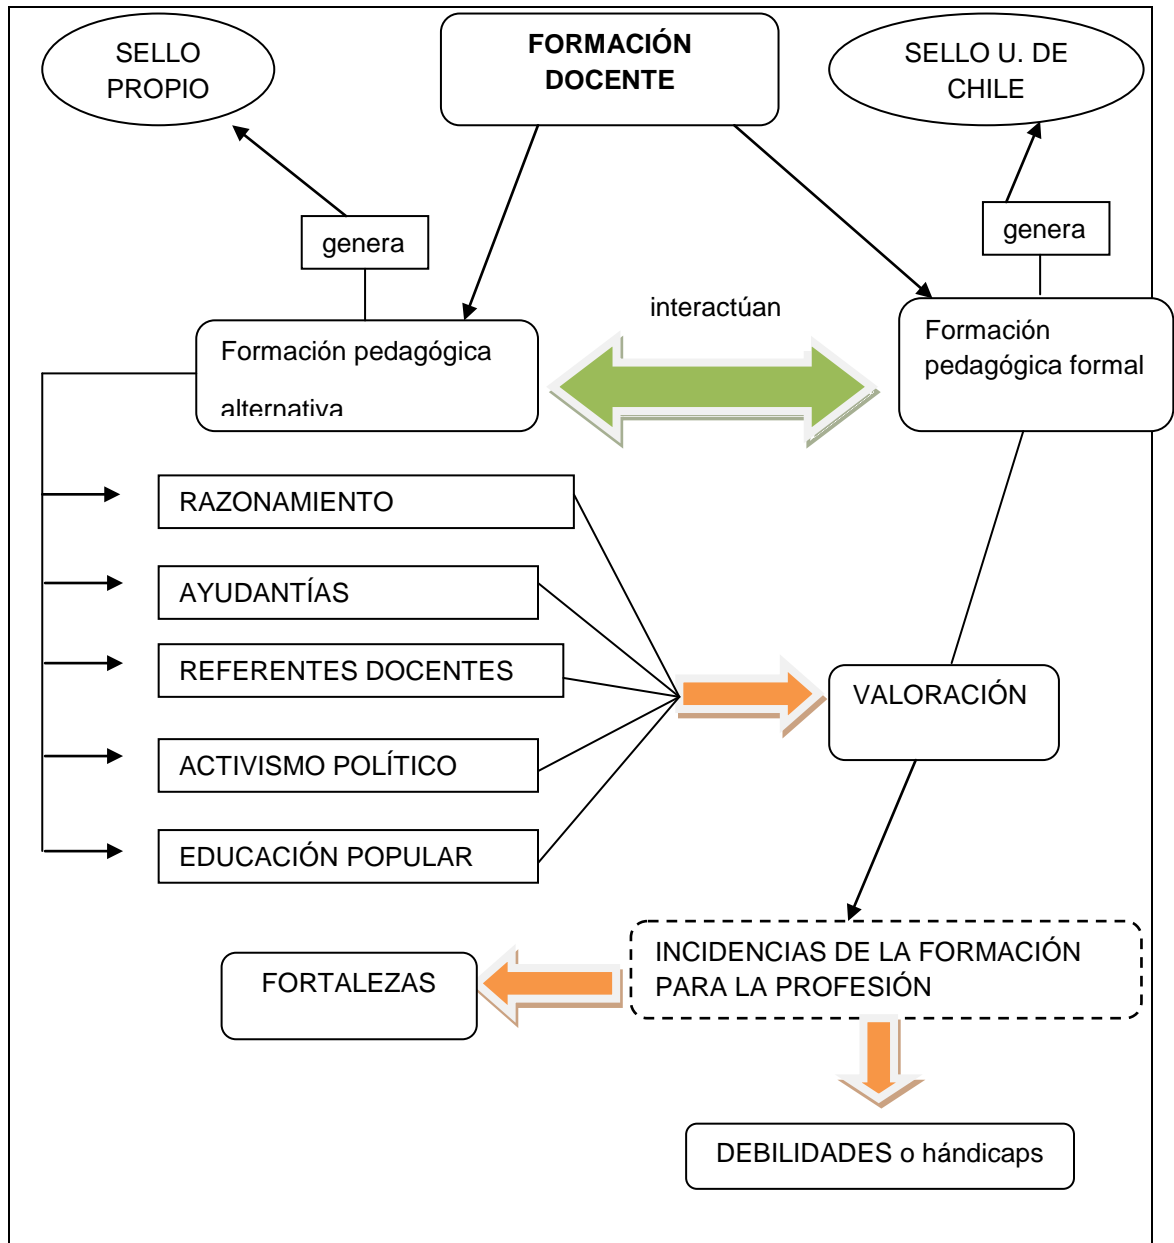 SELLO
PROPIO
FORMACIÓN
DOCENTE
SELLO U. DE
CHILE
genera
genera
interactúan
Formación pedagógica
alternativa
Formación
pedagógica formal
RAZONAMIENTO
AYUDANTÍAS
REFERENTES DOCENTES
VALORACIÓN
ACTIVISMO POLÍTICO
EDUCACIÓN POPULAR
INCIDENCIAS DE LA FORMACIÓN
PARA LA PROFESIÓN
FORTALEZAS
DEBILIDADES o hándicaps